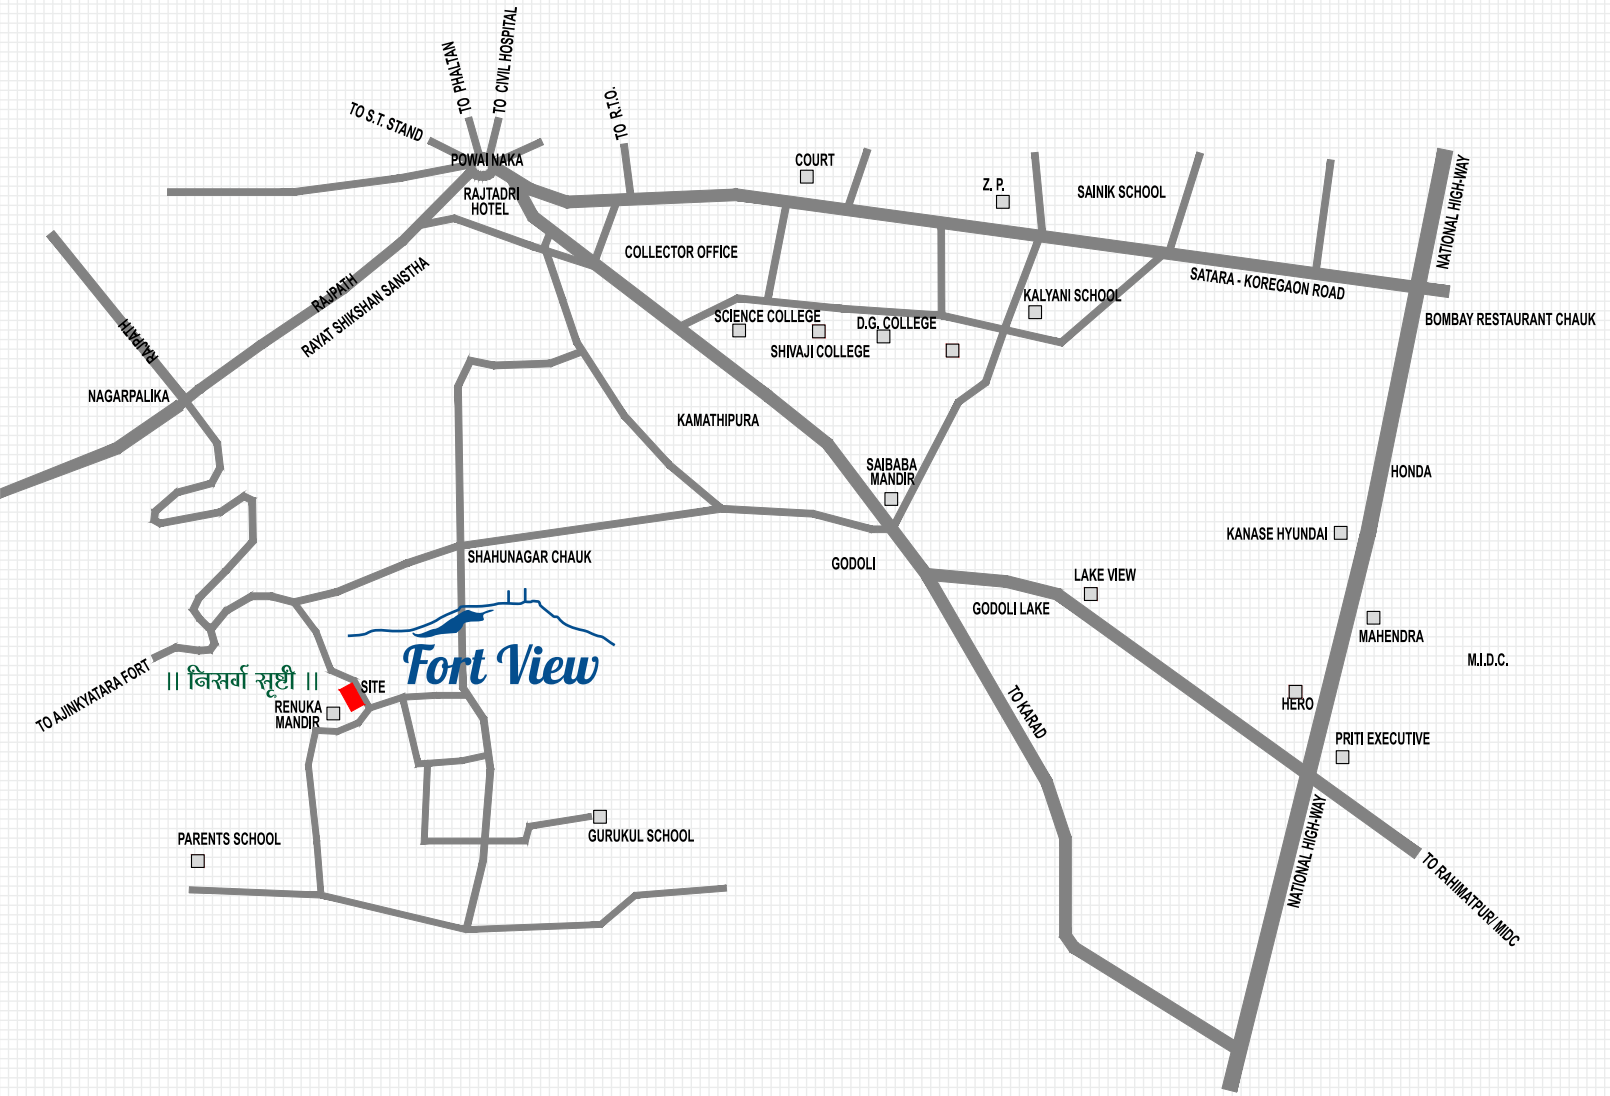 TO PHALTAN
TO CIVIL HOSPITAL
TO S.T. STAND
TO R.T.O.
POWAI NAKA
RAJTADRI
HOTEL
COURT
Z. P.
SAINIK SCHOOL
NATIONAL HIGH-WAY
COLLECTOR OFFICE
SATARA - KOREGAON ROAD
RAJPATH
RAYAT SHIKSHAN SANSTHA
KALYANI SCHOOL
SCIENCE COLLEGE
D.G. COLLEGE
BOMBAY RESTAURANT CHAUK
RAJPATH
SHIVAJI COLLEGE
NAGARPALIKA
KAMATHIPURA
SAIBABA
MANDIR
HONDA
KANASE HYUNDAI
SHAHUNAGAR CHAUK
GODOLI
LAKE VIEW
GODOLI LAKE
MAHENDRA
M.I.D.C.
Fort View
TO AJINKYATARA FORT
|| निसर्ग सृष्टी ||
SITE
RENUKA
MANDIR
TO KARAD
HERO
PRITI EXECUTIVE
PARENTS SCHOOL
GURUKUL SCHOOL
NATIONAL HIGH-WAY
TO RAHIMATPUR/ MIDC